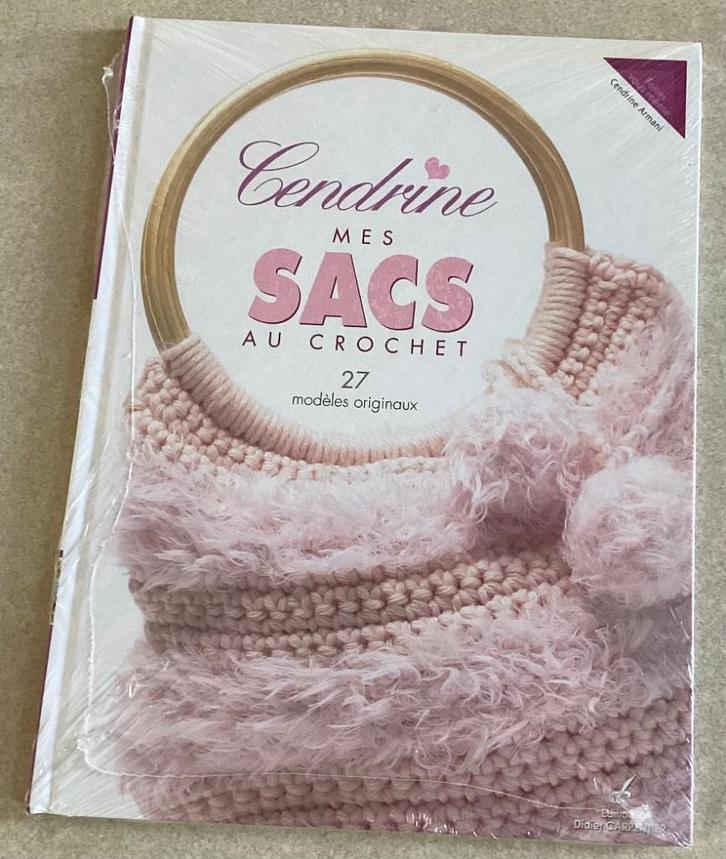 Cendrine Armani
Cendrine
MES
SACS
AU CROCHET
27
modèles originaux
Didier CARPENTIER